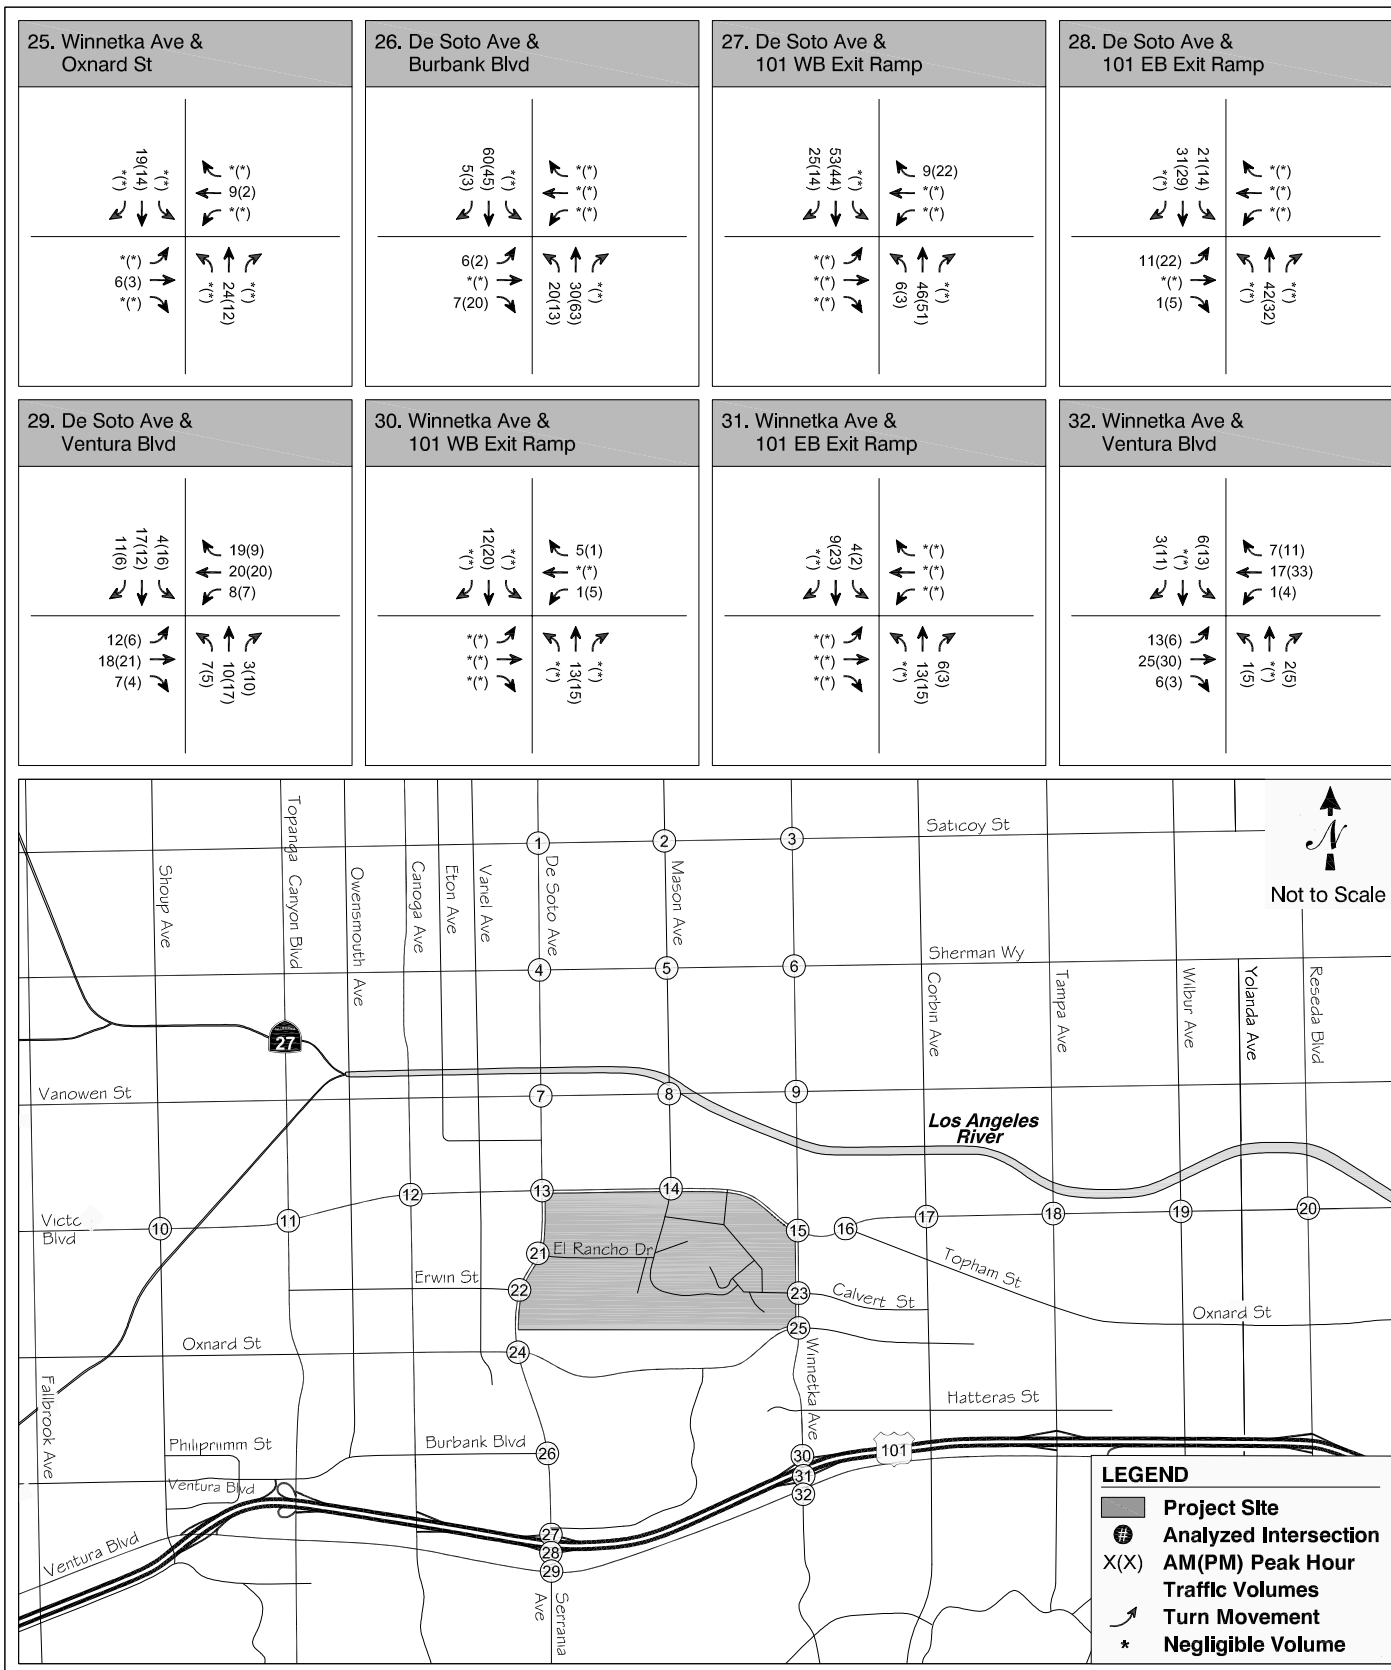 25. Winnetka Ave &
Oxnard St
26. De Soto Ave &
Burbank Blvd
27. De Soto Ave &
101 WB Exit Ramp
28. De Soto Ave &
101 EB Exit Ramp
*(*)
19(14)
*(*)
*(*)
9(2)
*(*)
*(*)
6(3)
*(*)
*(*)
24(12)
*(*)
5(3)
60(45)
*(*)
*(*)
*(*)
*(*)
6(2)
*(*)
7(20)
20(13)
30(63)
*(*)
25(14)
53(44)
*(*)
9(22)
*(*)
*(*)
*(*)
*(*)
*(*)
6(3)
46(51)
*(*)
*(*)
31(29)
21(14)
*(*)
*(*)
*(*)
11(22)
*(*)
1(5)
*(*)
42(32)
*(*)
29. De Soto Ave &
Ventura Blvd
30. Winnetka Ave &
101 WB Exit Ramp
31. Winnetka Ave &
101 EB Exit Ramp
32. Winnetka Ave &
Ventura Blvd
11(6)
17(12)
4(16)
19(9)
20(20)
8(7)
12(6)
18(21)
7(4)
7(5)
10(17)
3(10)
*(*)
12(20)
*(*)
5(1)
*(*)
1(5)
*(*)
*(*)
*(*)
*(*)
13(15)
*(*)
*(*)
9(23)
4(2)
*(*)
*(*)
*(*)
*(*)
*(*)
*(*)
*(*)
13(15)
6(3)
3(11)
*(*)
6(13)
7(11)
17(33)
1(4)
13(6)
25(30)
6(3)
1(5)
*(*)
2(5)
N
Not to Scale
Saticoy St
1
2
3
Shoup Ave
Topanga Canyon Blvd
Owensmouth Ave
Canoga Ave
Eton Ave
Variel Ave
De Soto Ave
Mason Ave
Sherman Wy
4
5
6
Corbin Ave
Tampa Ave
Wilbur Ave
Yolanda Ave
Reseda Blvd
27
Vanowen St
7
8
9
Los Angeles
River
Victc
Blvd
10
11
12
13
14
15
16
17
18
19
20
21
El Rancho Dr
22
Erwin St
23
Calvert St
Topham St
Oxnard St
Oxnard St
24
25
Winnetka Ave
Fallbrook Ave
Hatteras St
Philiprimm St
Burbank Blvd
26
30
101
31
32
Ventura Blvd
Ventura Blvd
27
28
29
Serrania
Ave
LEGEND
Project Site
# Analyzed Intersection
X(X) AM(PM) Peak Hour
Traffic Volumes
Turn Movement
* Negligible Volume